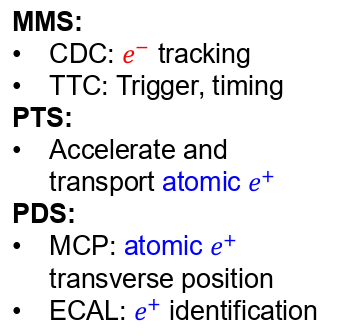 MMS:
• CDC: e⁻ tracking
• TTC: Trigger, timing
PTS:
• Accelerate and
transport atomic e⁺
PDS:
• MCP: atomic e⁺
transverse position
• ECAL: e⁺ identification